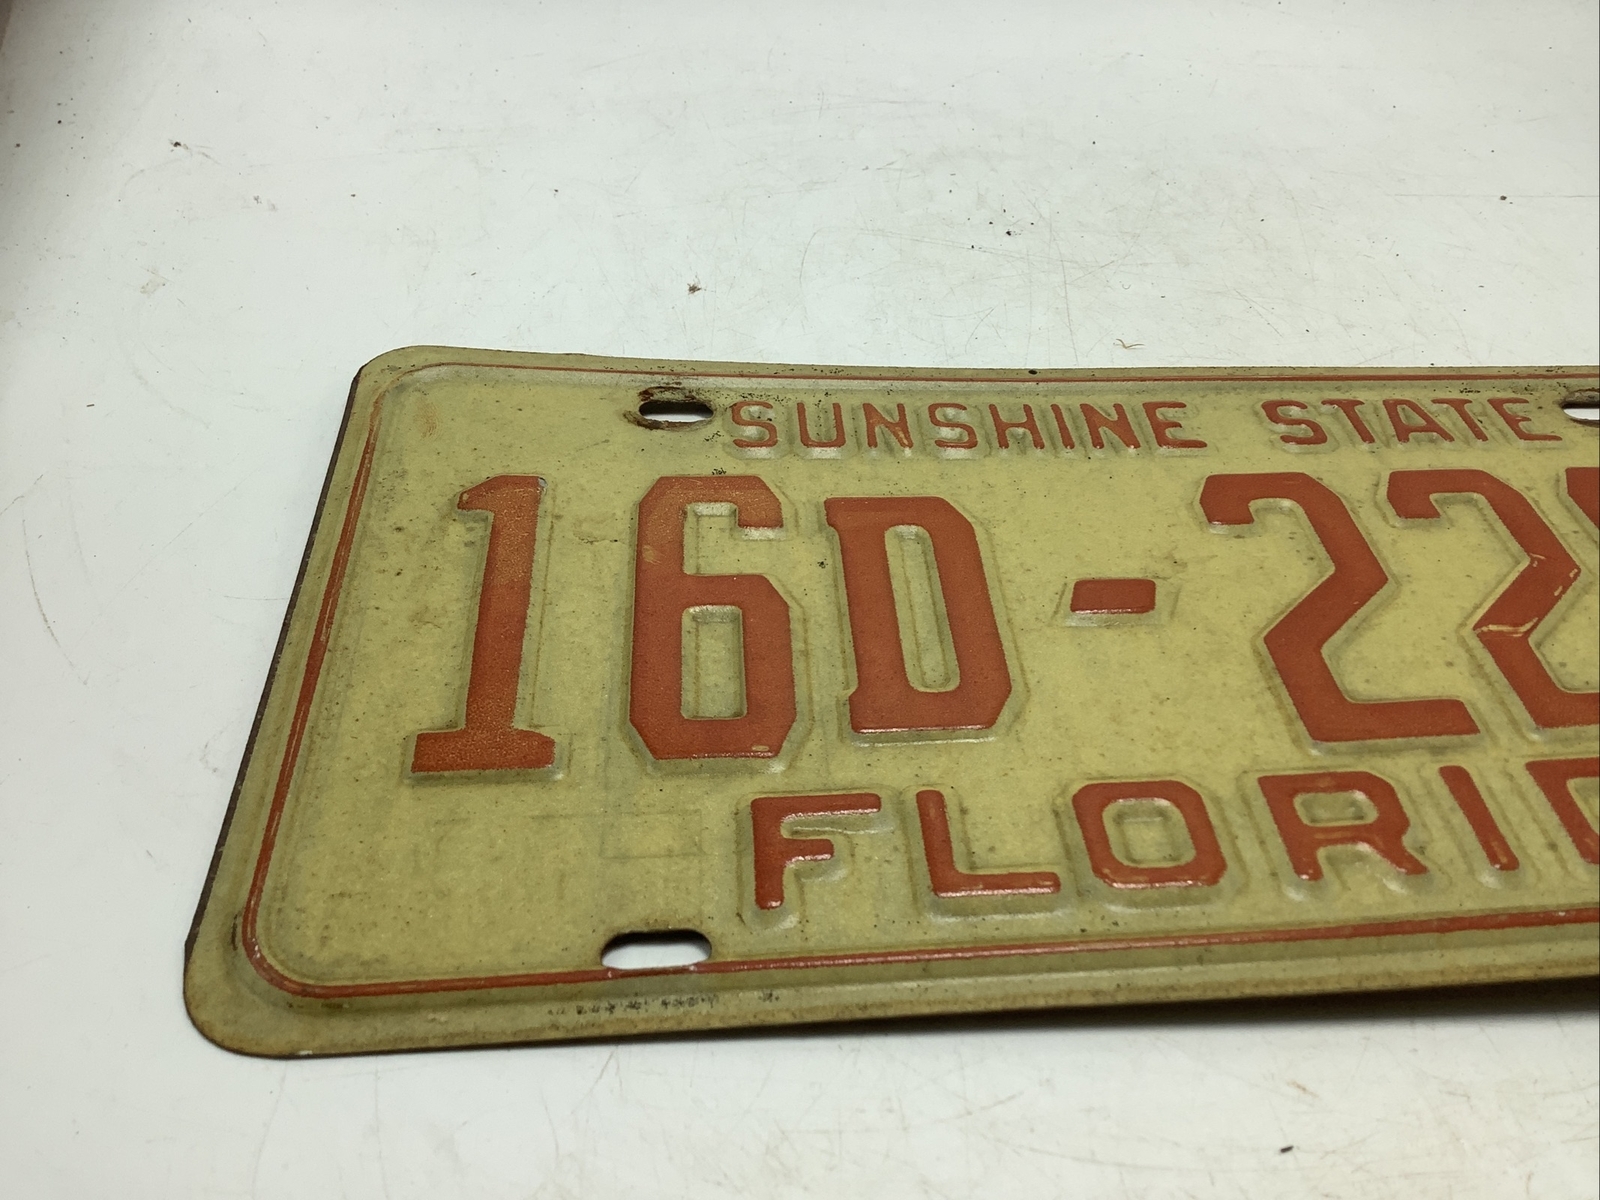 SUNSHINE STATE
16D-22
FLORI